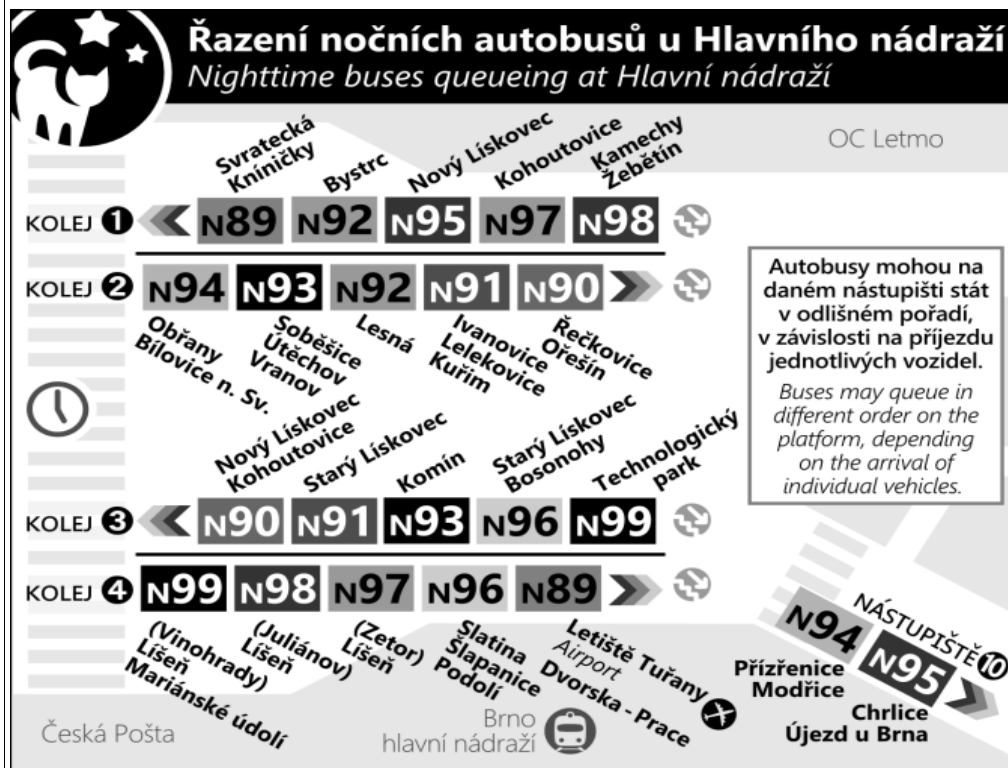 Řazení nočních autobusů u Hlavního nádraží
Nighttime buses queueing at Hlavní nádraží
OC Letmo
Svratecká
Kníničky
Bystrc
Nový Lískovec
Kohoutovice
Kamechy
Žebětín
KOLEJ 1 N89 N92 N95 N97 N98
KOLEJ 2 N94 N93 N92 N91 N90
Obřany
Bílovice n. Sv.
Soběšice
Útěchov
Vranov
Lesná
Ivanovice
Lelekovice
Kuřim
Řečkovice
Ořešín
Autobusy mohou na
daném nástupišti stát
v odlišném pořadí,
v závislosti na příjezdu
jednotlivých vozidel.
Buses may queue in
different order on the
platform, depending
on the arrival of
individual vehicles.
Nový Lískovec
Kohoutovice
Starý Lískovec
Komín
Starý Lískovec
Bosonohy
Technologický
park
KOLEJ 3 N90 N91 N93 N96 N99
KOLEJ 4 N99 N98 N97 N96 N89
(Vinohrady)
Líšeň
Mariánské údolí
(Juliánov)
Líšeň
(Zetor)
Líšeň
Slatina
Šlapanice
Podolí
Letiště Tuřany
Airport
Dvorska - Prace
NÁSTUPIŠTĚ 10
N94 N95
Přízřenice
Modřice
Chrlice
Újezd u Brna
Česká Pošta
Brno
hlavní nádraží